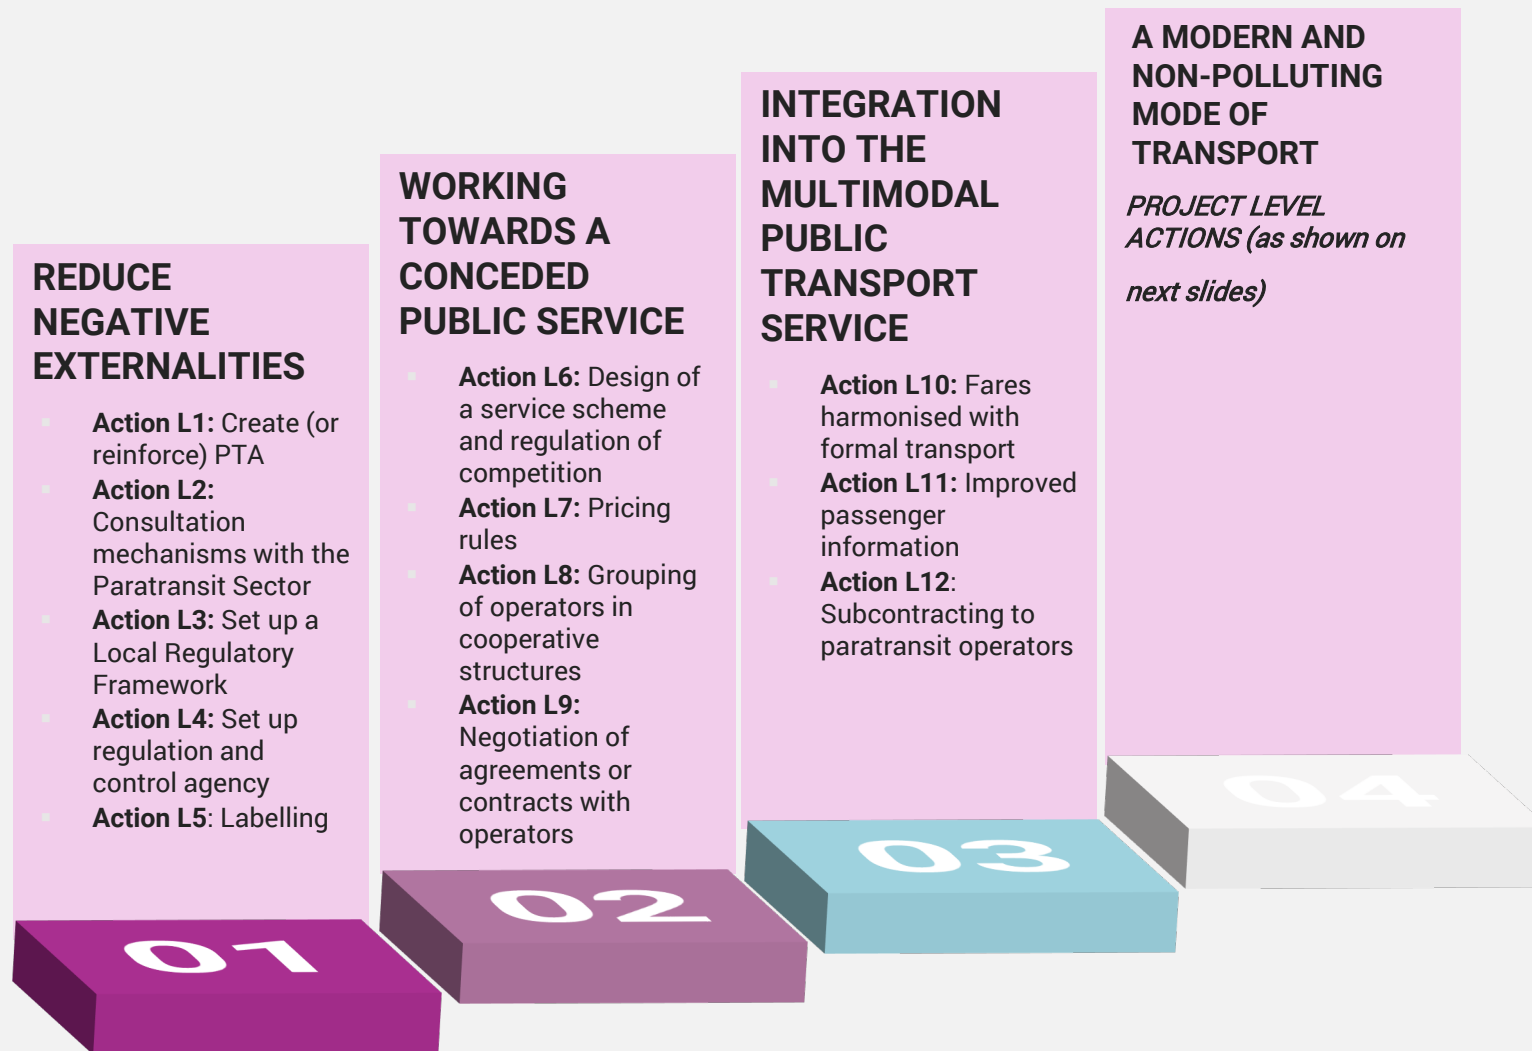 REDUCE
NEGATIVE
EXTERNALITIES
Action L1: Create (or
reinforce) PTA
Action L2:
Consultation
mechanisms with the
Paratransit Sector
Action L3: Set up a
Local Regulatory
Framework
Action L4: Set up
regulation and
control agency
Action L5: Labelling
01
WORKING
TOWARDS A
CONCEDED
PUBLIC SERVICE
Action L6: Design of
a service scheme
and regulation of
competition
Action L7: Pricing
rules
Action L8: Grouping
of operators in
cooperative
structures
Action L9:
Negotiation of
agreements or
contracts with
operators
02
INTEGRATION
INTO THE
MULTIMODAL
PUBLIC
TRANSPORT
SERVICE
Action L10: Fares
harmonised with
formal transport
Action L11: Improved
passenger
information
Action L12:
Subcontracting to
paratransit operators
03
A MODERN AND
NON-POLLUTING
MODE OF
TRANSPORT
PROJECT LEVEL
ACTIONS (as shown on
next slides)
04